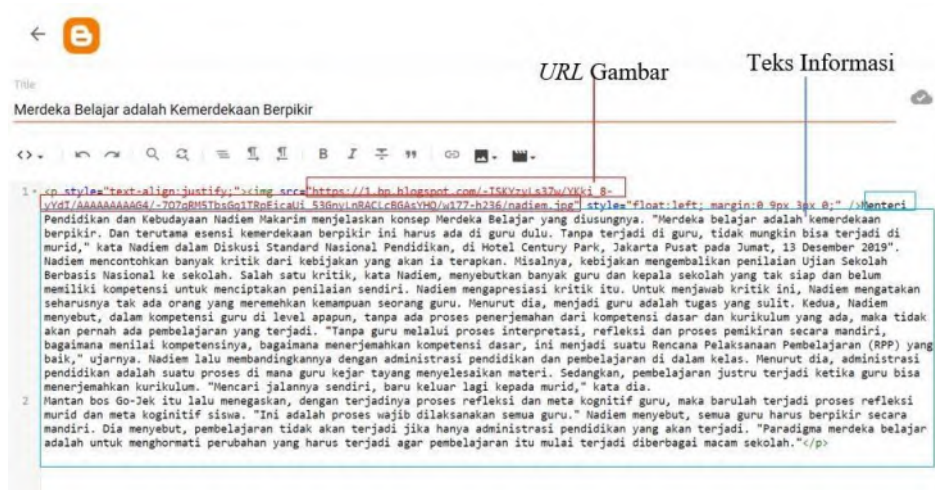 URL Gambar
Teks Informasi
Title
Merdeka Belajar adalah Kemerdekaan Berpikir
1 <p style="text-align:justify;"><img src="https://1.bp.blogspot.com/-ISKYzyLs37w/YKkj_8-
yYdI/AAAAAAAAAG4/-7O7qRM5TbsGq1TRpEicaUi_53GnyLnRACLcBGAsYHQ/w177-h236/nadiem.jpg" style="float:left; margin:0 9px 3px 0;" />Menteri
Pendidikan dan Kebudayaan Nadiem Makarim menjelaskan konsep Merdeka Belajar yang diusungnya. "Merdeka belajar adalah kemerdekaan
berpikir. Dan terutama esensi kemerdekaan berpikir ini harus ada di guru dulu. Tanpa terjadi di guru, tidak mungkin bisa terjadi di
murid," kata Nadiem dalam Diskusi Standard Nasional Pendidikan, di Hotel Century Park, Jakarta Pusat pada Jumat, 13 Desember 2019".
Nadiem mencontohkan banyak kritik dari kebijakan yang akan ia terapkan. Misalnya, kebijakan mengembalikan penilaian Ujian Sekolah
Berbasis Nasional ke sekolah. Salah satu kritik, kata Nadiem, menyebutkan banyak guru dan kepala sekolah yang tak siap dan belum
memiliki kompetensi untuk menciptakan penilaian sendiri. Nadiem mengapresiasi kritik itu. Untuk menjawab kritik ini, Nadiem mengatakan
seharusnya tak ada orang yang meremehkan kemampuan seorang guru. Menurut dia, menjadi guru adalah tugas yang sulit. Kedua, Nadiem
menyebut, dalam kompetensi guru di level apapun, tanpa ada proses penerjemahan dari kompetensi dasar dan kurikulum yang ada, maka tidak
akan pernah ada pembelajaran yang terjadi. "Tanpa guru melalui proses interpretasi, refleksi dan proses pemikiran secara mandiri,
bagaimana menilai kompetensinya, bagaimana menerjemahkan kompetensi dasar, ini menjadi suatu Rencana Pelaksanaan Pembelajaran (RPP) yang
baik," ujarnya. Nadiem lalu membandingkannya dengan administrasi pendidikan dan pembelajaran di dalam kelas. Menurut dia, administrasi
pendidikan adalah suatu proses di mana guru kejar tayang menyelesaikan materi. Sedangkan, pembelajaran justru terjadi ketika guru bisa
menerjemahkan kurikulum. "Mencari jalannya sendiri, baru keluar lagi kepada murid," kata dia.
2 Mantan bos Go-Jek itu lalu menegaskan, dengan terjadinya proses refleksi dan meta kognitif guru, maka barulah terjadi proses refleksi
murid dan meta koginitif siswa. "Ini adalah proses wajib dilaksanakan semua guru." Nadiem menyebut, semua guru harus berpikir secara
mandiri. Dia menyebut, pembelajaran tidak akan terjadi jika hanya administrasi pendidikan yang akan terjadi. "Paradigma merdeka belajar
adalah untuk menghormati perubahan yang harus terjadi agar pembelajaran itu mulai terjadi diberbagai macam sekolah."</p>